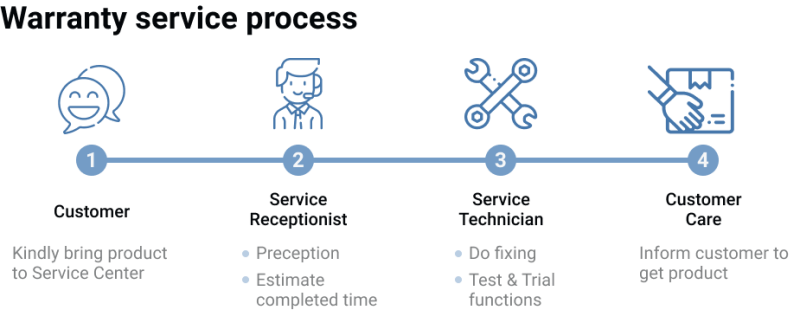 Warranty service process
1
2
3
4
Customer
Kindly bring product
to Service Center
Service
Receptionist
Preception
Estimate
completed time
Service
Technician
Do fixing
Test & Trial
functions
Customer
Care
Inform customer to
get product